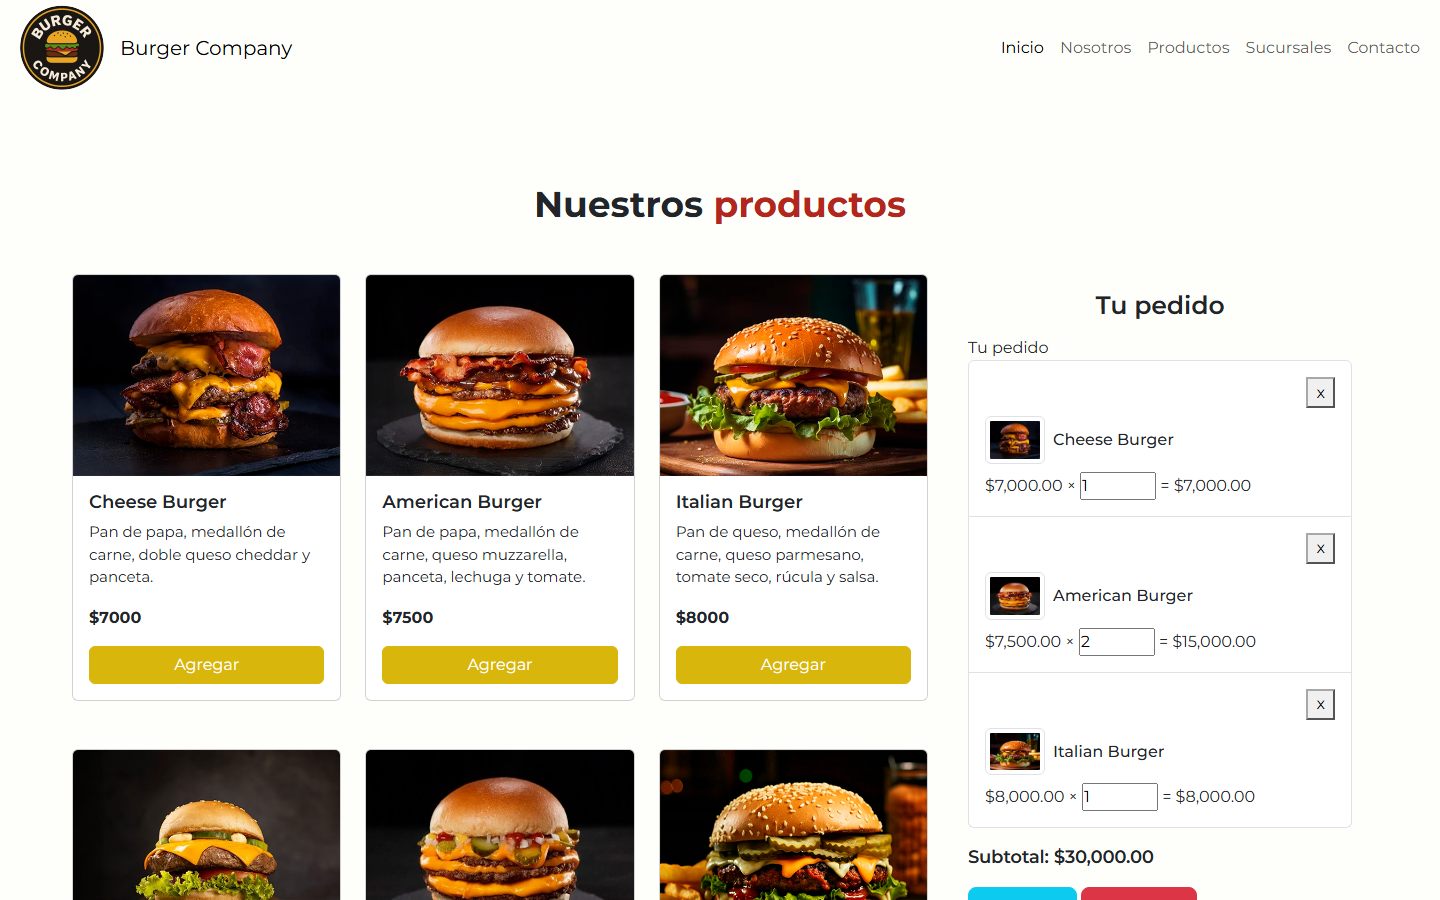 BURGER
COMPANY
Burger Company
Inicio Nosotros Productos Sucursales Contacto
Nuestros productos
Cheese Burger
Pan de papa, medallón de
carne, doble queso cheddar y
panceta.
$7000
Agregar
American Burger
Pan de papa, medallón de
carne, queso muzzarella,
panceta, lechuga y tomate.
$7500
Agregar
Italian Burger
Pan de queso, medallón de
carne, queso parmesano,
tomate seco, rúcula y salsa.
$8000
Agregar
Tu pedido
Tu pedido
x
Cheese Burger
$7,000.00 × 1 = $7,000.00
x
American Burger
$7,500.00 × 2 = $15,000.00
x
Italian Burger
$8,000.00 × 1 = $8,000.00
Subtotal: $30,000.00